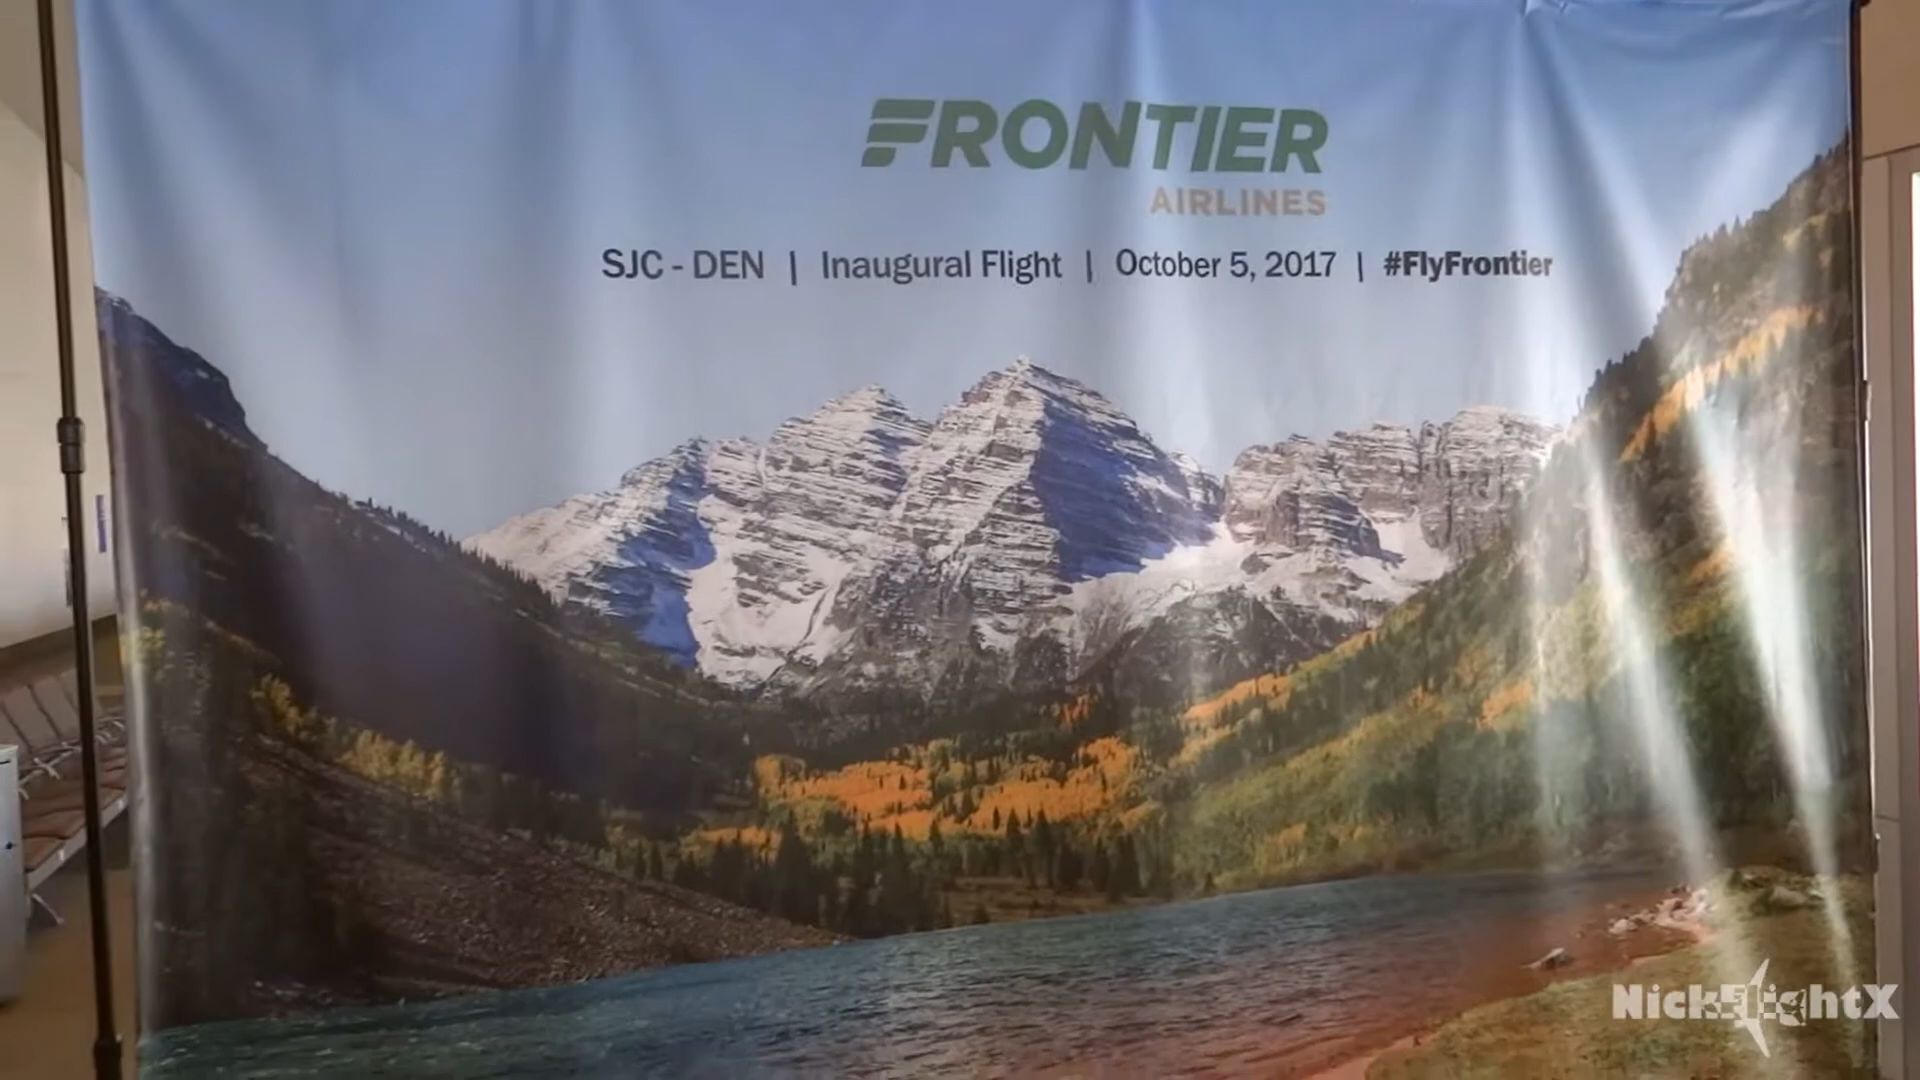 FRONTIER
AIRLINES
SJC - DEN | Inaugural Flight | October 5, 2017 | #FlyFrontier
NickFlightX